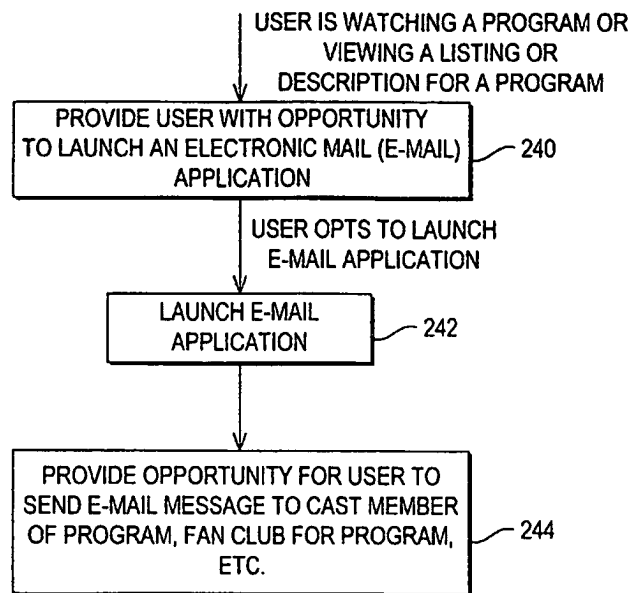 USER IS WATCHING A PROGRAM OR
VIEWING A LISTING OR
DESCRIPTION FOR A PROGRAM
PROVIDE USER WITH OPPORTUNITY
TO LAUNCH AN ELECTRONIC MAIL (E-MAIL)
APPLICATION
240
USER OPTS TO LAUNCH
E-MAIL APPLICATION
LAUNCH E-MAIL
APPLICATION
242
PROVIDE OPPORTUNITY FOR USER TO
SEND E-MAIL MESSAGE TO CAST MEMBER
OF PROGRAM, FAN CLUB FOR PROGRAM,
ETC.
244